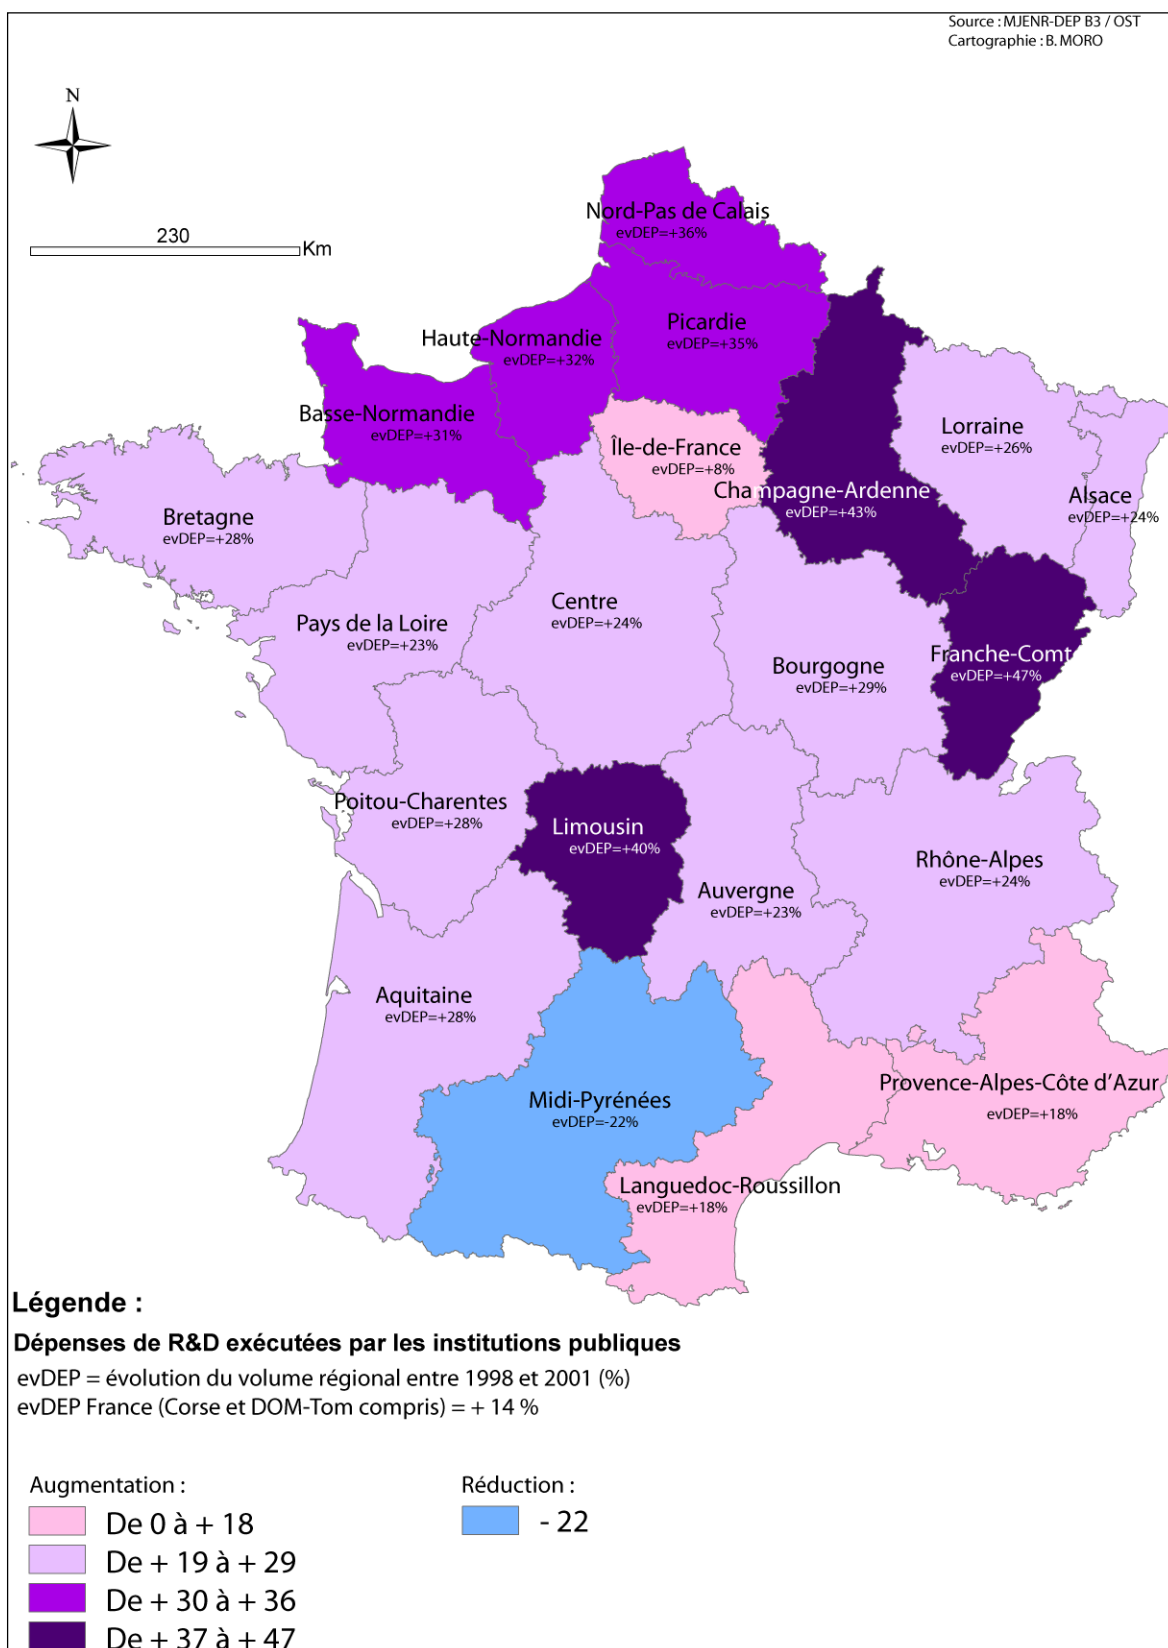 Source : MJENR-DEP B3 / OST
Cartographie : B. MORO
N
230
Km
Nord-Pas de Calais
evDEP=+36%
Picardie
evDEP=+35%
Haute-Normandie
evDEP=+32%
Basse-Normandie
evDEP=+31%
Île-de-France
evDEP=+8%
Champagne-Ardenne
evDEP=+43%
Lorraine
evDEP=+26%
Alsace
evDEP=+24%
Bretagne
evDEP=+28%
Pays de la Loire
evDEP=+23%
Centre
evDEP=+24%
Bourgogne
evDEP=+29%
Franche-Comt
evDEP=+47%
Poitou-Charentes
evDEP=+28%
Limousin
evDEP=+40%
Auvergne
evDEP=+23%
Rhône-Alpes
evDEP=+24%
Aquitaine
evDEP=+28%
Midi-Pyrénées
evDEP=-22%
Provence-Alpes-Côte d'Azur
evDEP=+18%
Languedoc-Roussillon
evDEP=+18%
Légende :
Dépenses de R&D exécutées par les institutions publiques
evDEP = évolution du volume régional entre 1998 et 2001 (%)
evDEP France (Corse et DOM-Tom compris) = + 14 %
Augmentation :
De 0 à + 18
De + 19 à + 29
De + 30 à + 36
De + 37 à + 47
Réduction :
- 22